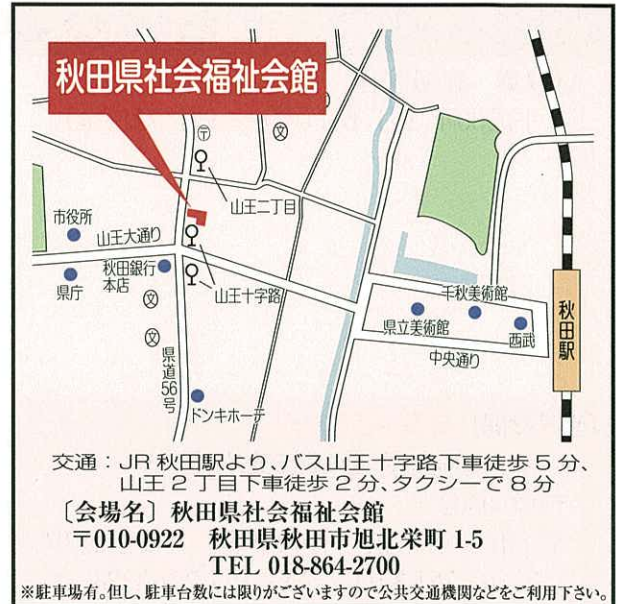 秋田県社会福祉会館
〒
文
山王二丁目
市役所
山王大通り
秋田銀行
本店
県庁
山王十字路
文
文
県道56号
ドンキホーテ
千秋美術館
県立美術館
西武
中央通り
秋田駅
交通：JR秋田駅より、バス山王十字路下車徒歩5分、
山王2丁目下車徒歩2分、タクシーで8分
〔会場名〕秋田県社会福祉会館
〒010-0922 秋田県秋田市旭北栄町1-5
TEL 018-864-2700
※駐車場有。但し、駐車台数には限りがございますので公共交通機関などをご利用下さい。